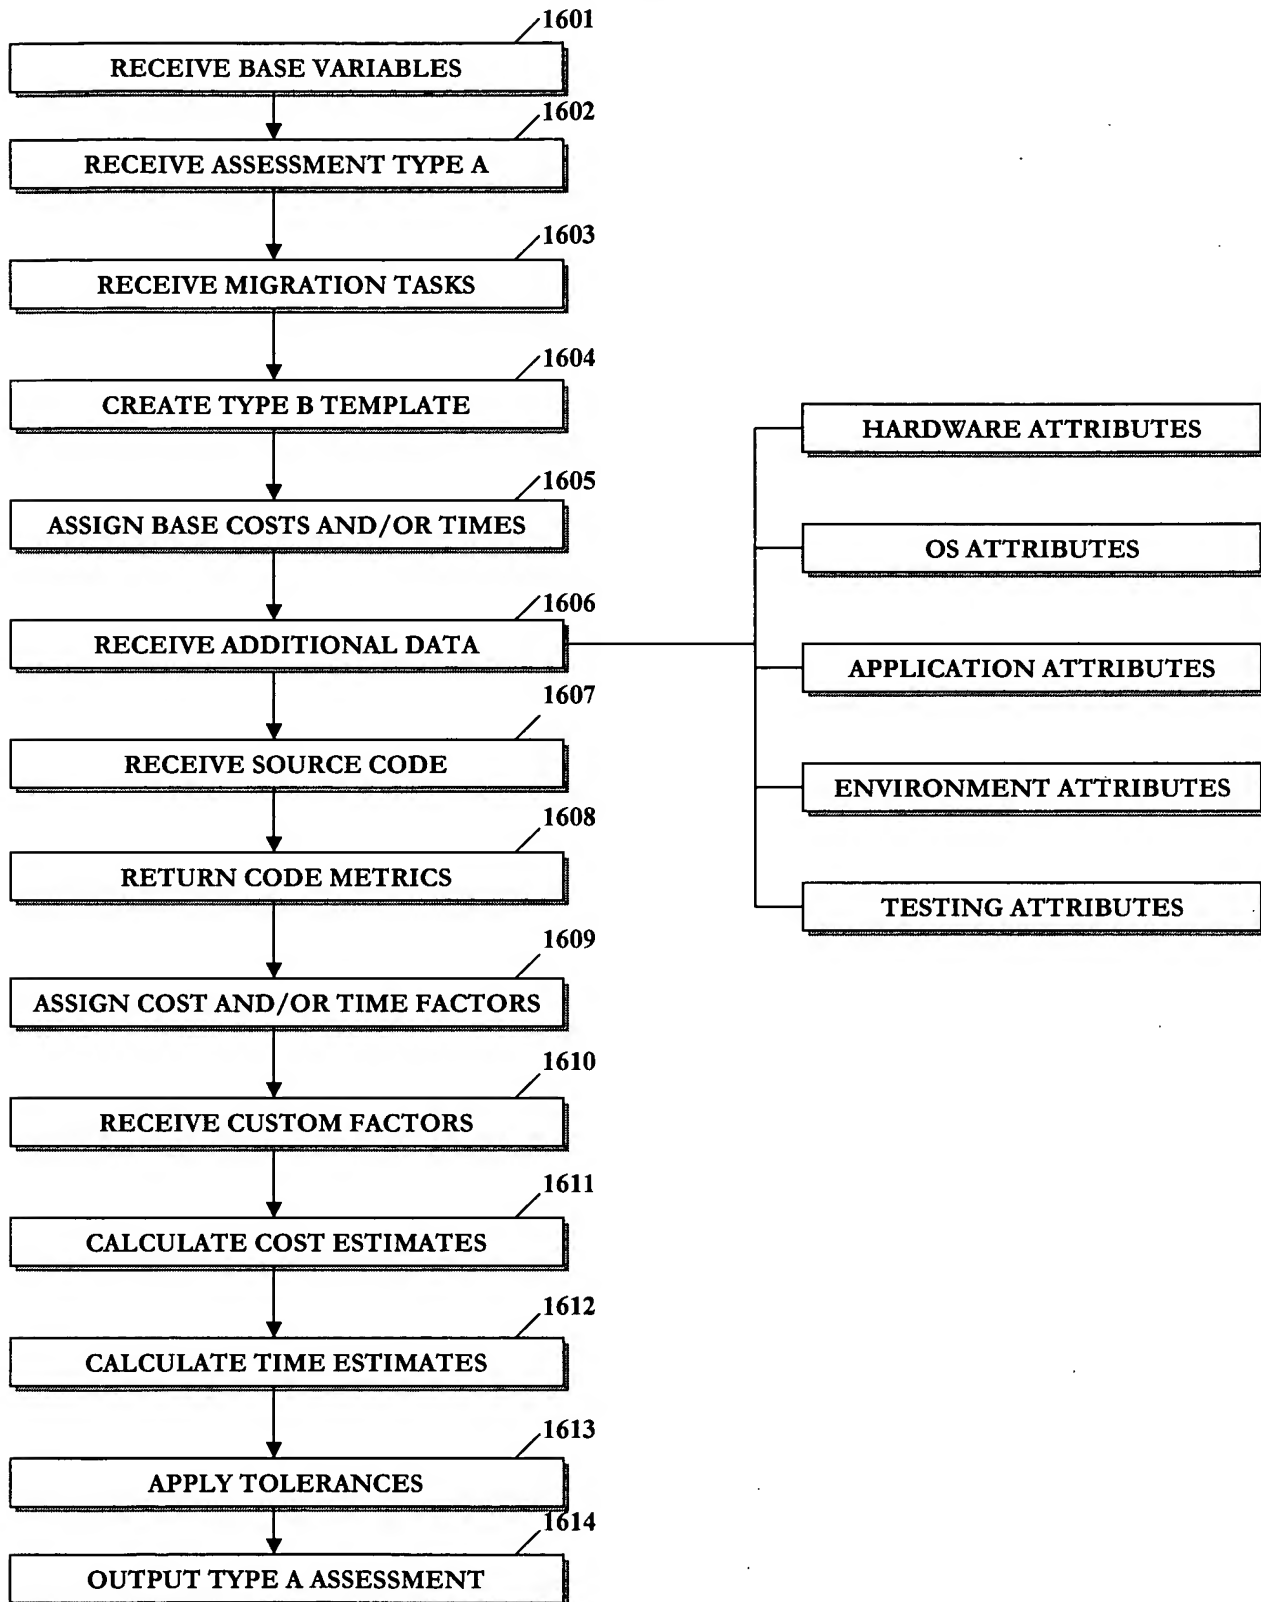 1601
RECEIVE BASE VARIABLES
1602
RECEIVE ASSESSMENT TYPE A
1603
RECEIVE MIGRATION TASKS
1604
CREATE TYPE B TEMPLATE
1605
ASSIGN BASE COSTS AND/OR TIMES
1606
RECEIVE ADDITIONAL DATA
HARDWARE ATTRIBUTES
OS ATTRIBUTES
APPLICATION ATTRIBUTES
ENVIRONMENT ATTRIBUTES
TESTING ATTRIBUTES
1607
RECEIVE SOURCE CODE
1608
RETURN CODE METRICS
1609
ASSIGN COST AND/OR TIME FACTORS
1610
RECEIVE CUSTOM FACTORS
1611
CALCULATE COST ESTIMATES
1612
CALCULATE TIME ESTIMATES
1613
APPLY TOLERANCES
1614
OUTPUT TYPE A ASSESSMENT